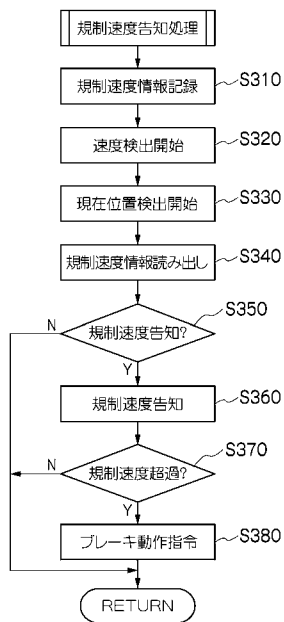 規制速度告知処理
規制速度情報記録
S310
速度検出開始
S320
現在位置検出開始
S330
規制速度情報読み出し
S340
規制速度告知?
S350
N
Y
規制速度告知
S360
規制速度超過?
S370
N
Y
ブレーキ動作指令
S380
RETURN